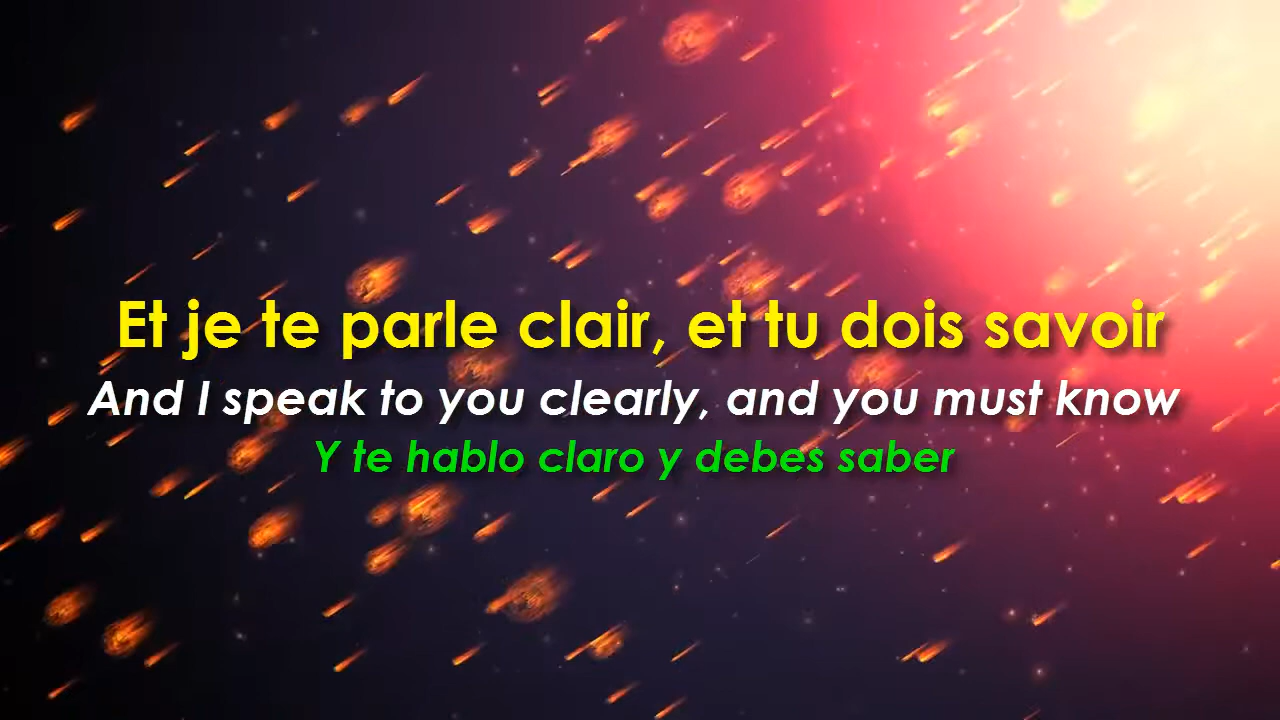 Et je te parle clair, et tu dois savoir
And I speak to you clearly, and you must know
Y te hablo claro y debes saber